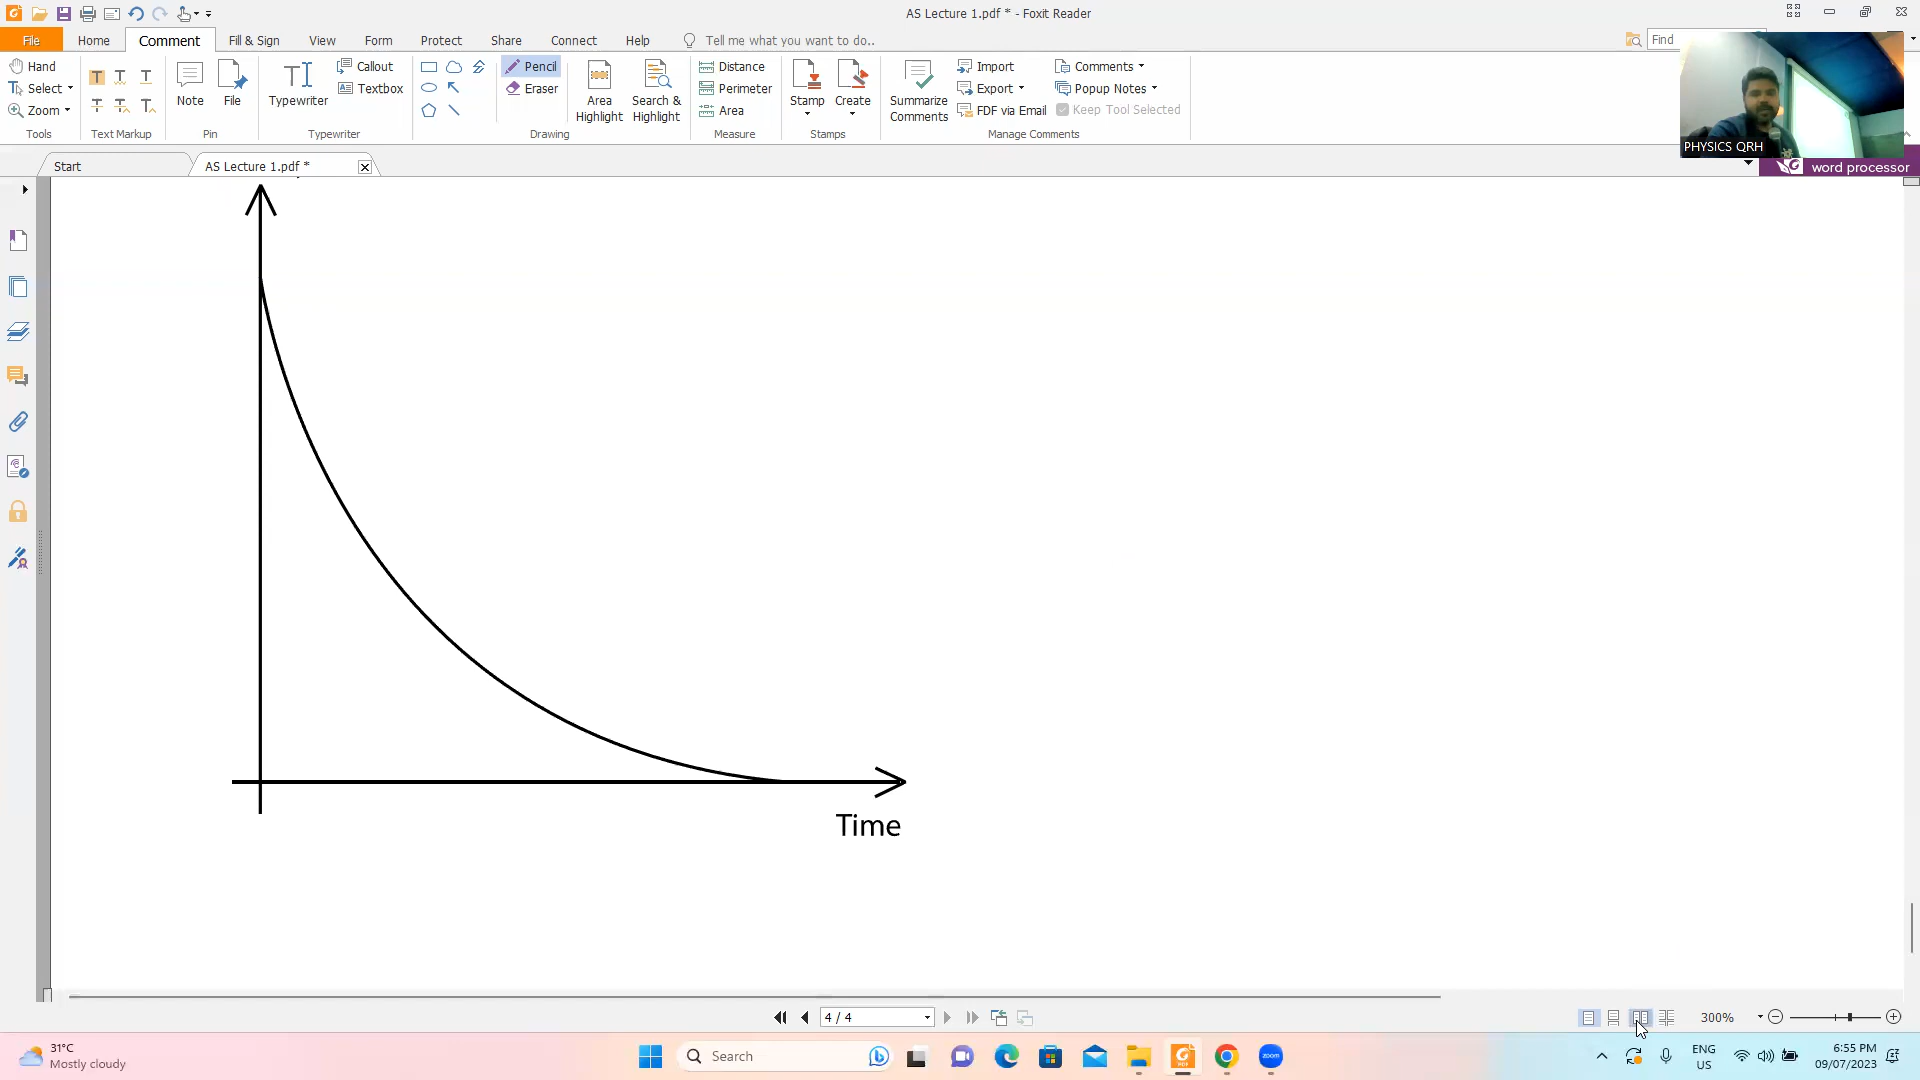 AS Lecture 1.pdf * - Foxit Reader
File Home Comment Fill & Sign View Form Protect Share Connect Help Tell me what you want to do.. Find
Hand
Select
Zoom
Tools
Text Markup
Note
File
Pin
Typewriter
Callout
Textbox
Typewriter
Pencil
Eraser
Area Highlight
Search & Highlight
Drawing
Distance
Perimeter
Area
Measure
Stamp
Create
Stamps
Summarize Comments
Import
Export
FDF via Email
Comments
Popup Notes
Keep Tool Selected
Manage Comments
PHYSICS QRH
Start
AS Lecture 1.pdf *
word processor
Time
4 / 4
300%
31°C
Mostly cloudy
Search
zoom
ENG
US
6:55 PM
09/07/2023